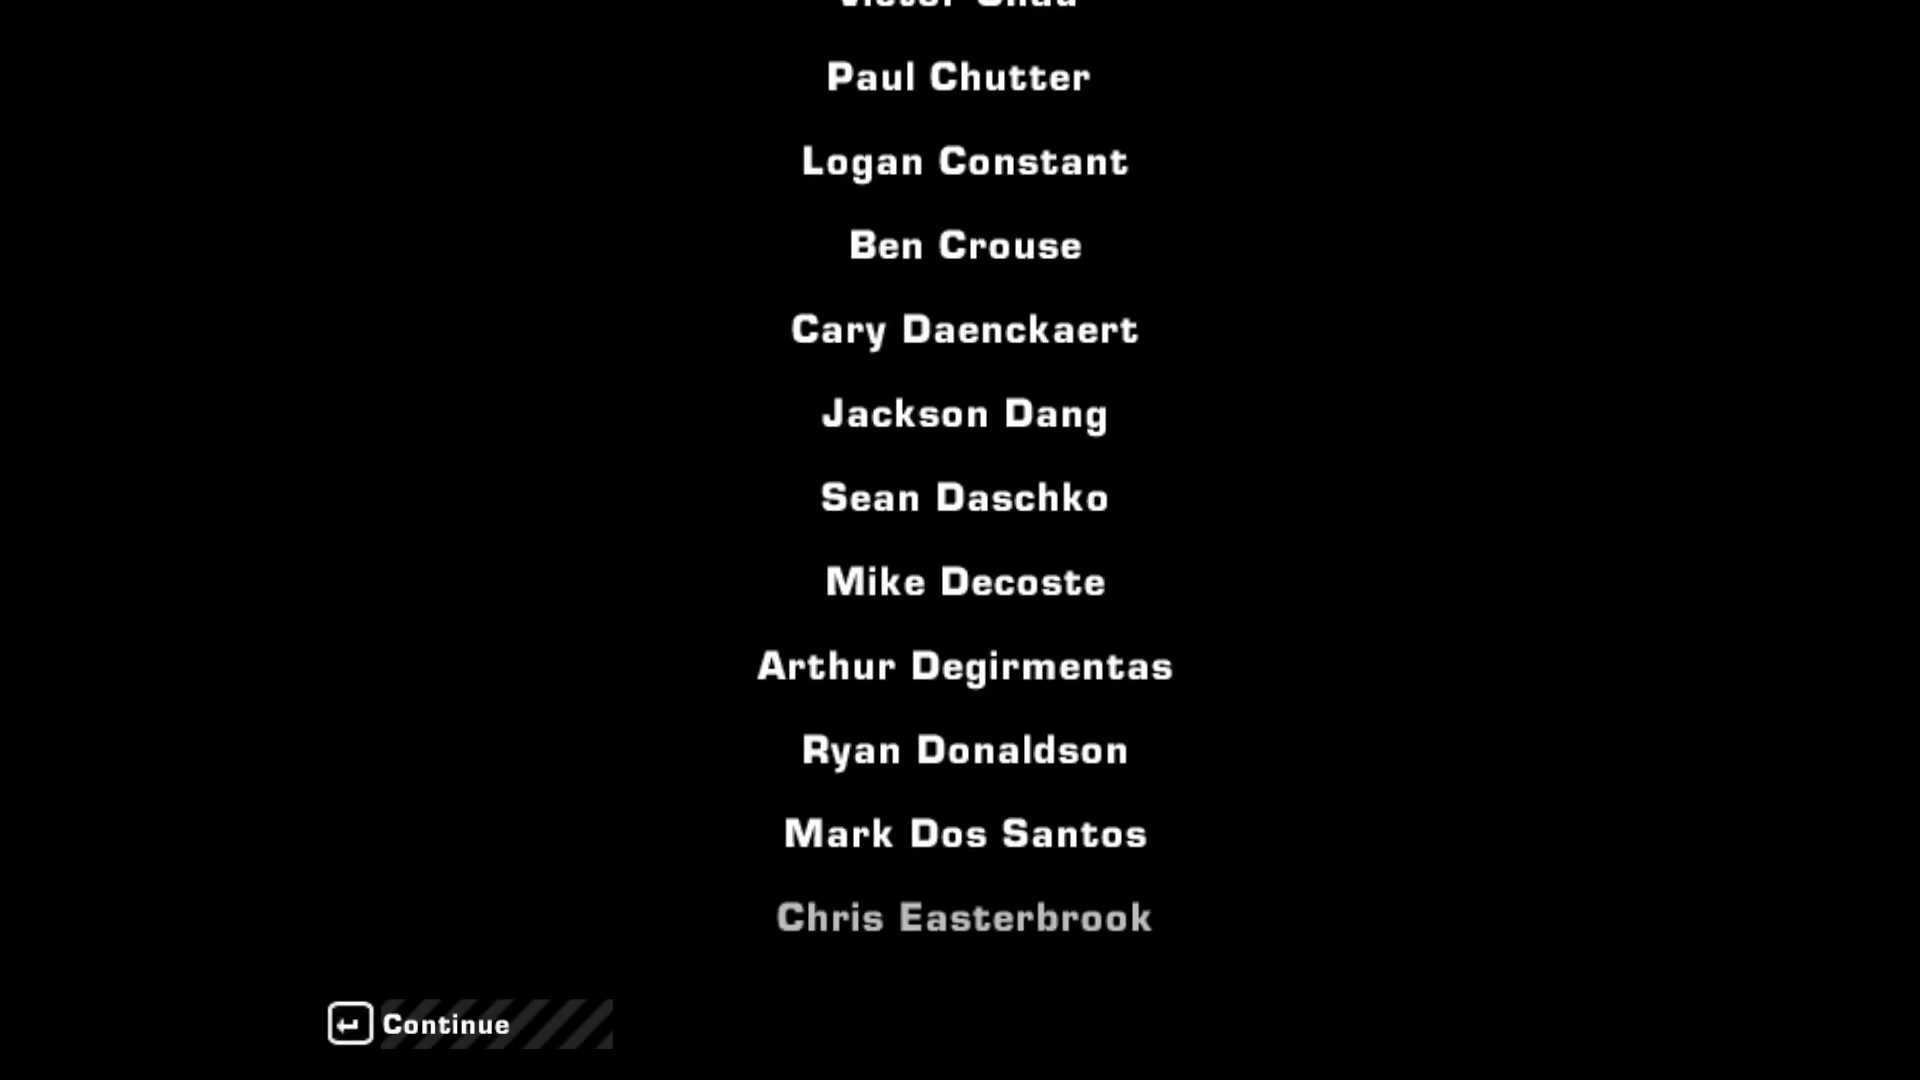 Paul Chutter
Logan Constant
Ben Crouse
Cary Daenckaert
Jackson Dang
Sean Daschko
Mike Decoste
Arthur Degirmentas
Ryan Donaldson
Mark Dos Santos
Chris Easterbrook
Continue